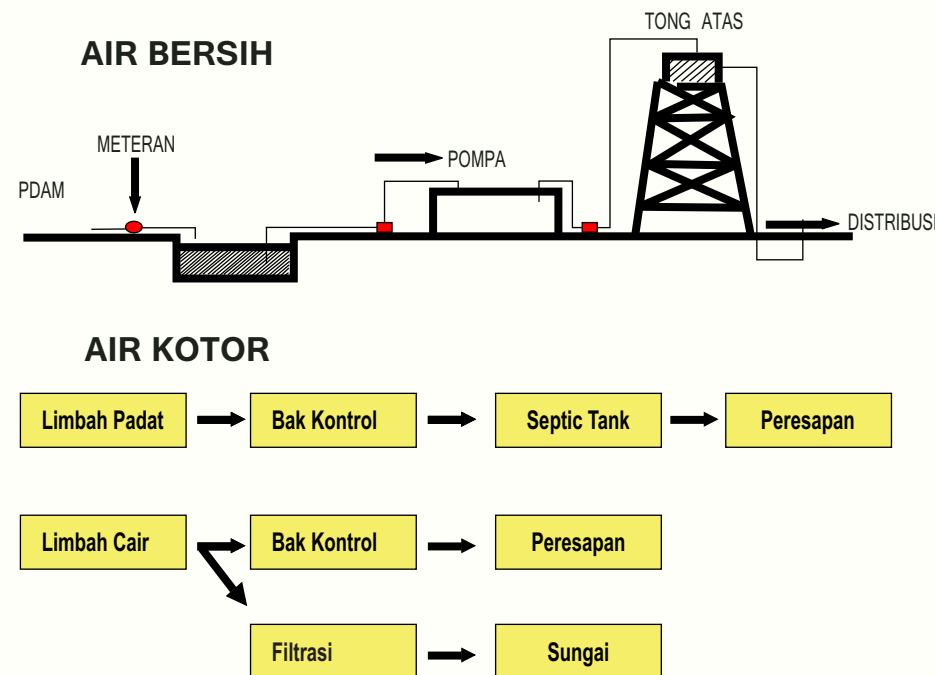 TONG ATAS
AIR BERSIH
METERAN
POMPA
PDAM
DISTRIBUSI
AIR KOTOR
Limbah Padat
Bak Kontrol
Septic Tank
Peresapan
Limbah Cair
Bak Kontrol
Peresapan
Filtrasi
Sungai